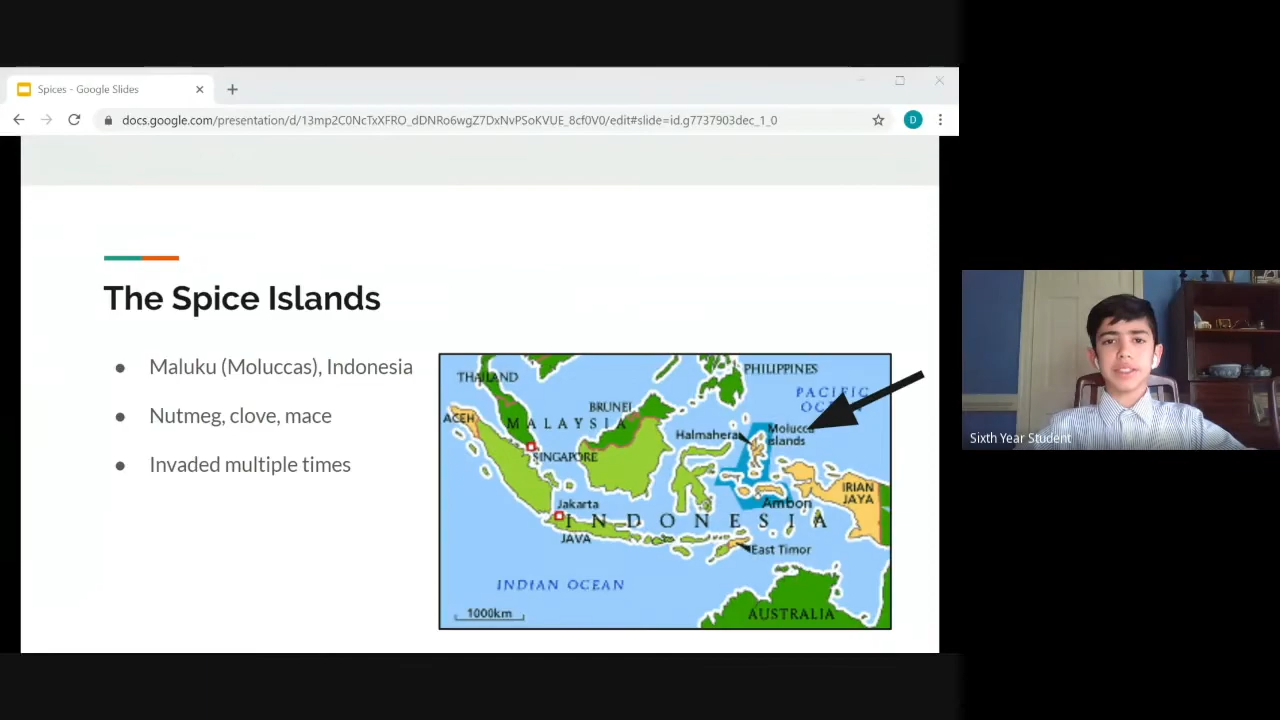 Spices - Google Slides
docs.google.com/presentation/d/13mp2C0NcTxXFRO_dDNRo6wgZ7DxNvPSoKVUE_8cf0V0/edit#slide=id.g7737903dec_1_0
D
The Spice Islands
● Maluku (Moluccas), Indonesia
● Nutmeg, clove, mace
● Invaded multiple times
THAILAND
PHILIPPINES
PACIFIC
ACEH
BRUNEI
MALAYSIA
Halmahera
Molucca
islands
SINGAPORE
IRIAN
JAYA
Jakarta
Ambon
INDONESIA
JAVA
East Timor
INDIAN OCEAN
1000km
AUSTRALIA
Sixth Year Student